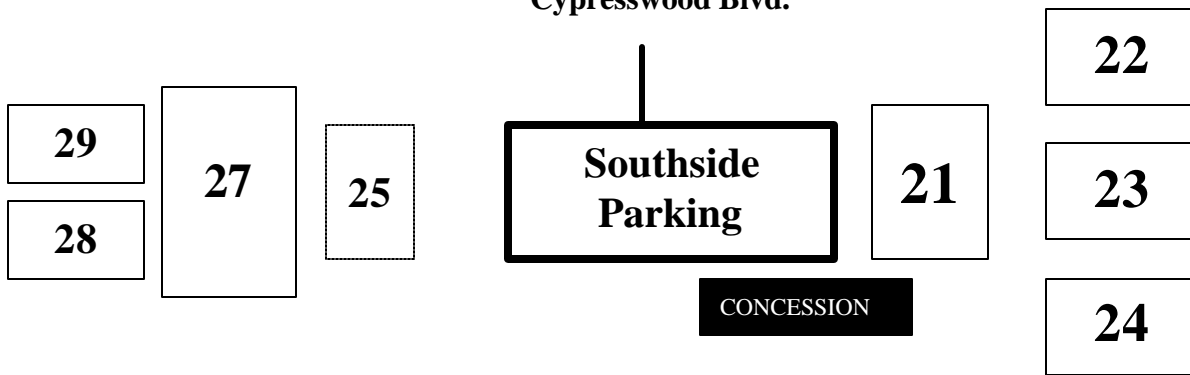 Cypresswood Blvd.
22
29
27
25
Southside
Parking
21
23
28
CONCESSION
24